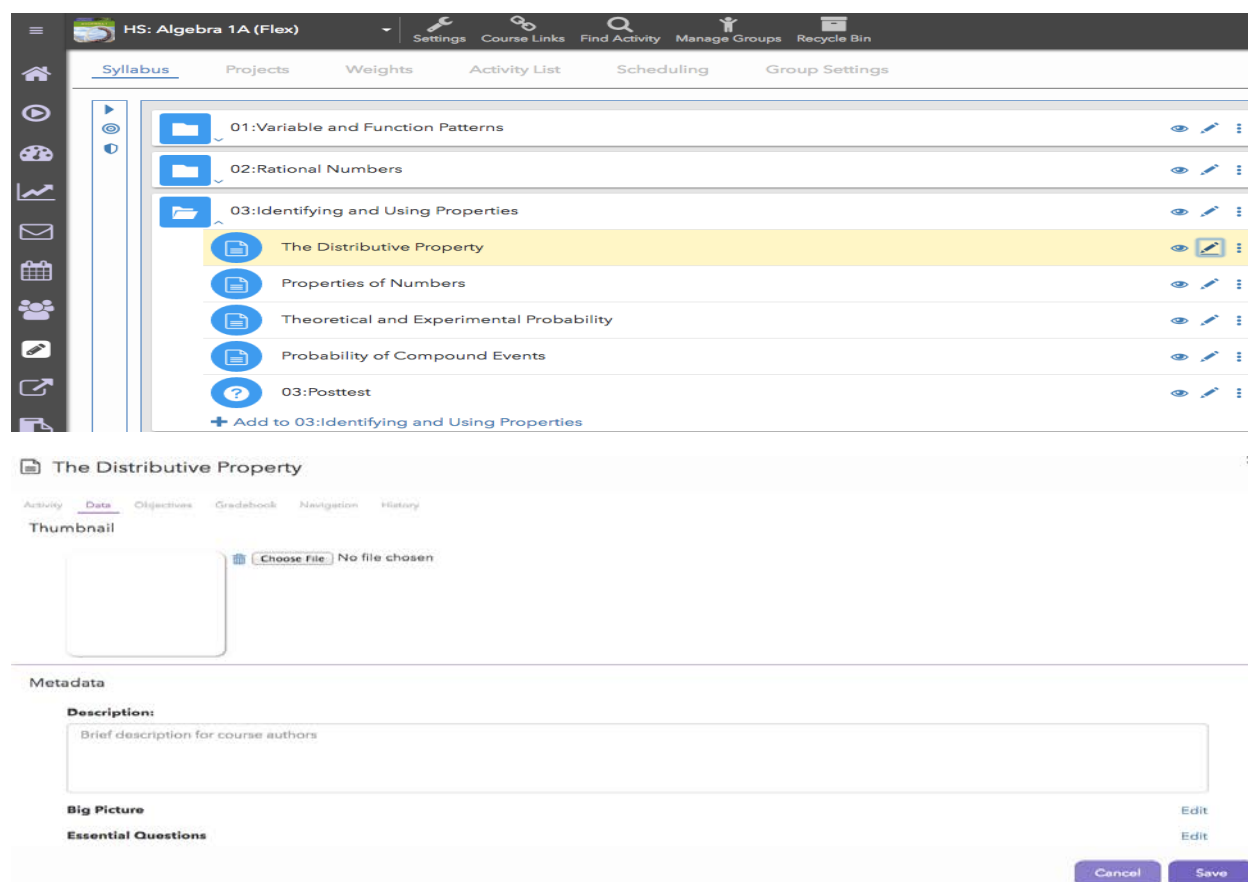 HS: Algebra 1A (Flex)
Settings Course Links Find Activity Manage Groups Recycle Bin
Syllabus Projects Weights Activity List Scheduling Group Settings
01:Variable and Function Patterns
02:Rational Numbers
03:Identifying and Using Properties
The Distributive Property
Properties of Numbers
Theoretical and Experimental Probability
Probability of Compound Events
03:Posttest
+ Add to 03:Identifying and Using Properties
The Distributive Property
Activity Data Objectives Gradebook Navigation History
Thumbnail
Choose File No file chosen
Metadata
Description:
Brief description for course authors
Big Picture Edit
Essential Questions Edit
Cancel Save